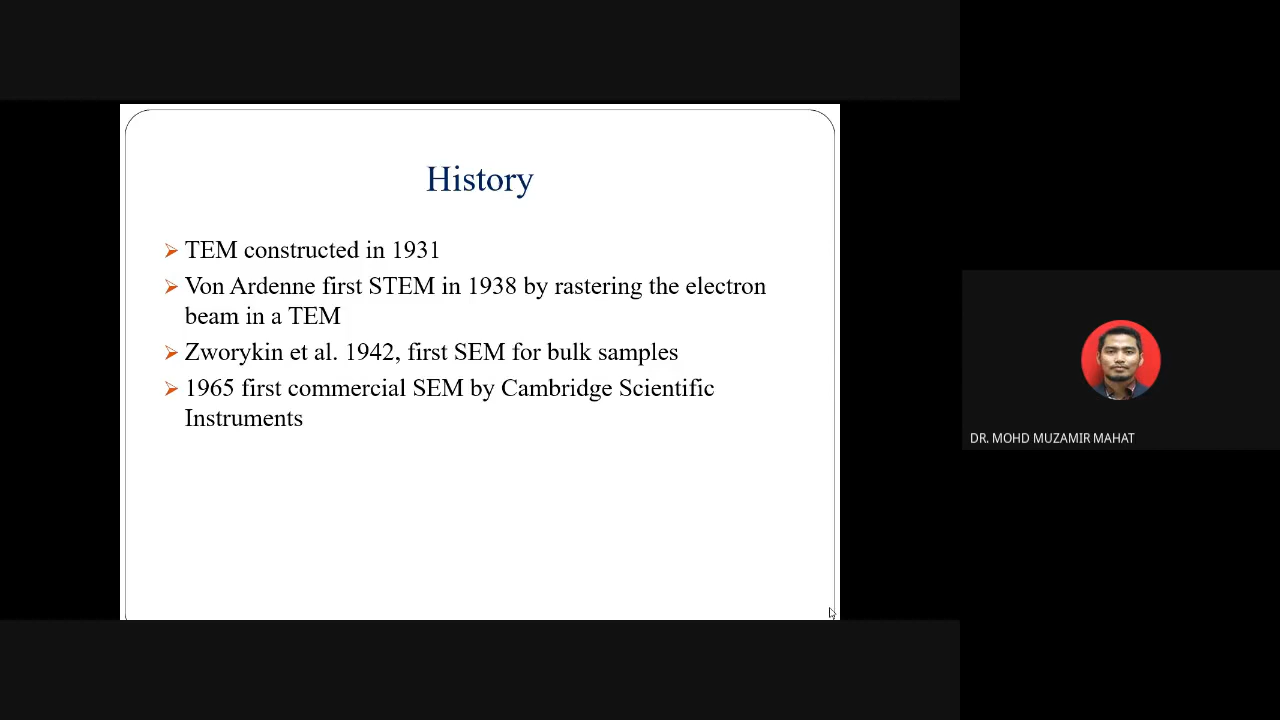 History
TEM constructed in 1931
Von Ardenne first STEM in 1938 by rastering the electron
beam in a TEM
Zworykin et al. 1942, first SEM for bulk samples
1965 first commercial SEM by Cambridge Scientific
Instruments
DR. MOHD MUZAMIR MAHAT